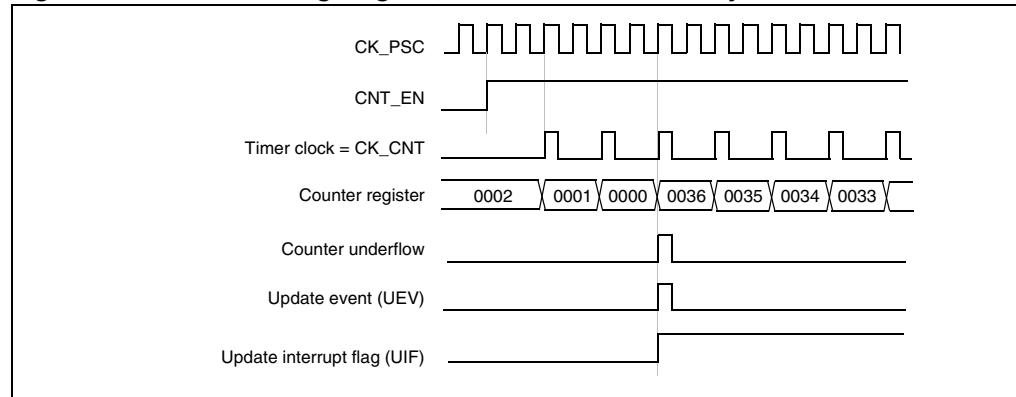 CK_PSC
CNT_EN
Timer clock = CK_CNT
Counter register 0002 0001 0000 0036 0035 0034 0033
Counter underflow
Update event (UEV)
Update interrupt flag (UIF)